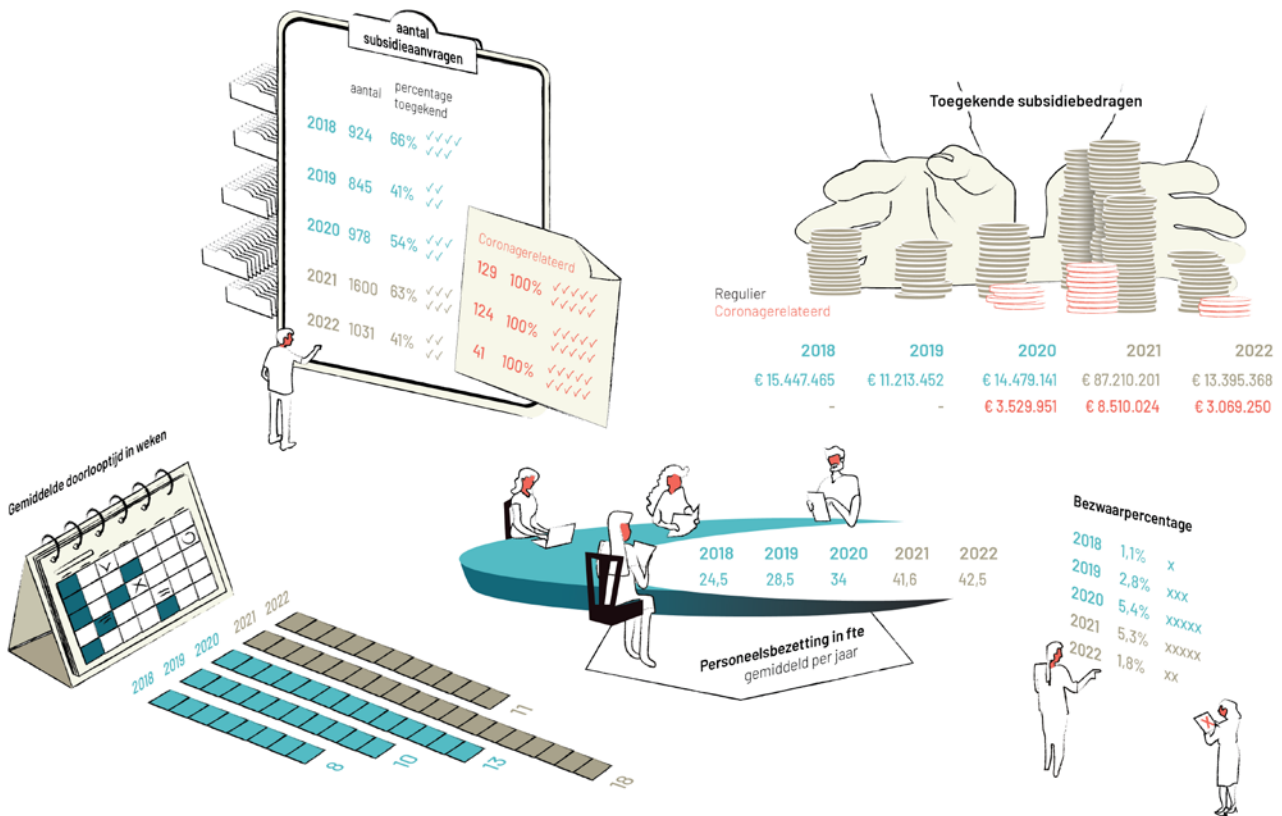 aantal
subsidieaanvragen
aantal percentage toegekend
2018 924 66% ✓✓✓✓
✓✓✓
2019 845 41% ✓✓
✓✓
2020 978 54% ✓✓✓
✓✓
2021 1600 63% ✓✓✓
✓✓✓
2022 1031 41% ✓✓
✓✓
Coronagerelateerd
129 100% ✓✓✓✓✓
✓✓✓✓✓
124 100% ✓✓✓✓✓
✓✓✓✓✓
41 100% ✓✓✓✓✓
✓✓✓✓✓
Toegekende subsidiebedragen
Regulier
Coronagerelateerd
2018 2019 2020 2021 2022
€ 15.447.465 € 11.213.452 € 14.479.141 € 87.210.201 € 13.395.368
- - € 3.529.951 € 8.510.024 € 3.069.250
Gemiddelde doorlooptijd in weken
2018 2019 2020 2021 2022
8 10 13 18 11
2018 2019 2020 2021 2022
24,5 28,5 34 41,6 42,5
Personeelsbezetting in fte
gemiddeld per jaar
Bezwaarpercentage
2018 1,1% x
2019 2,8% xxx
2020 5,4% xxxxx
2021 5,3% xxxxx
2022 1,8% xx